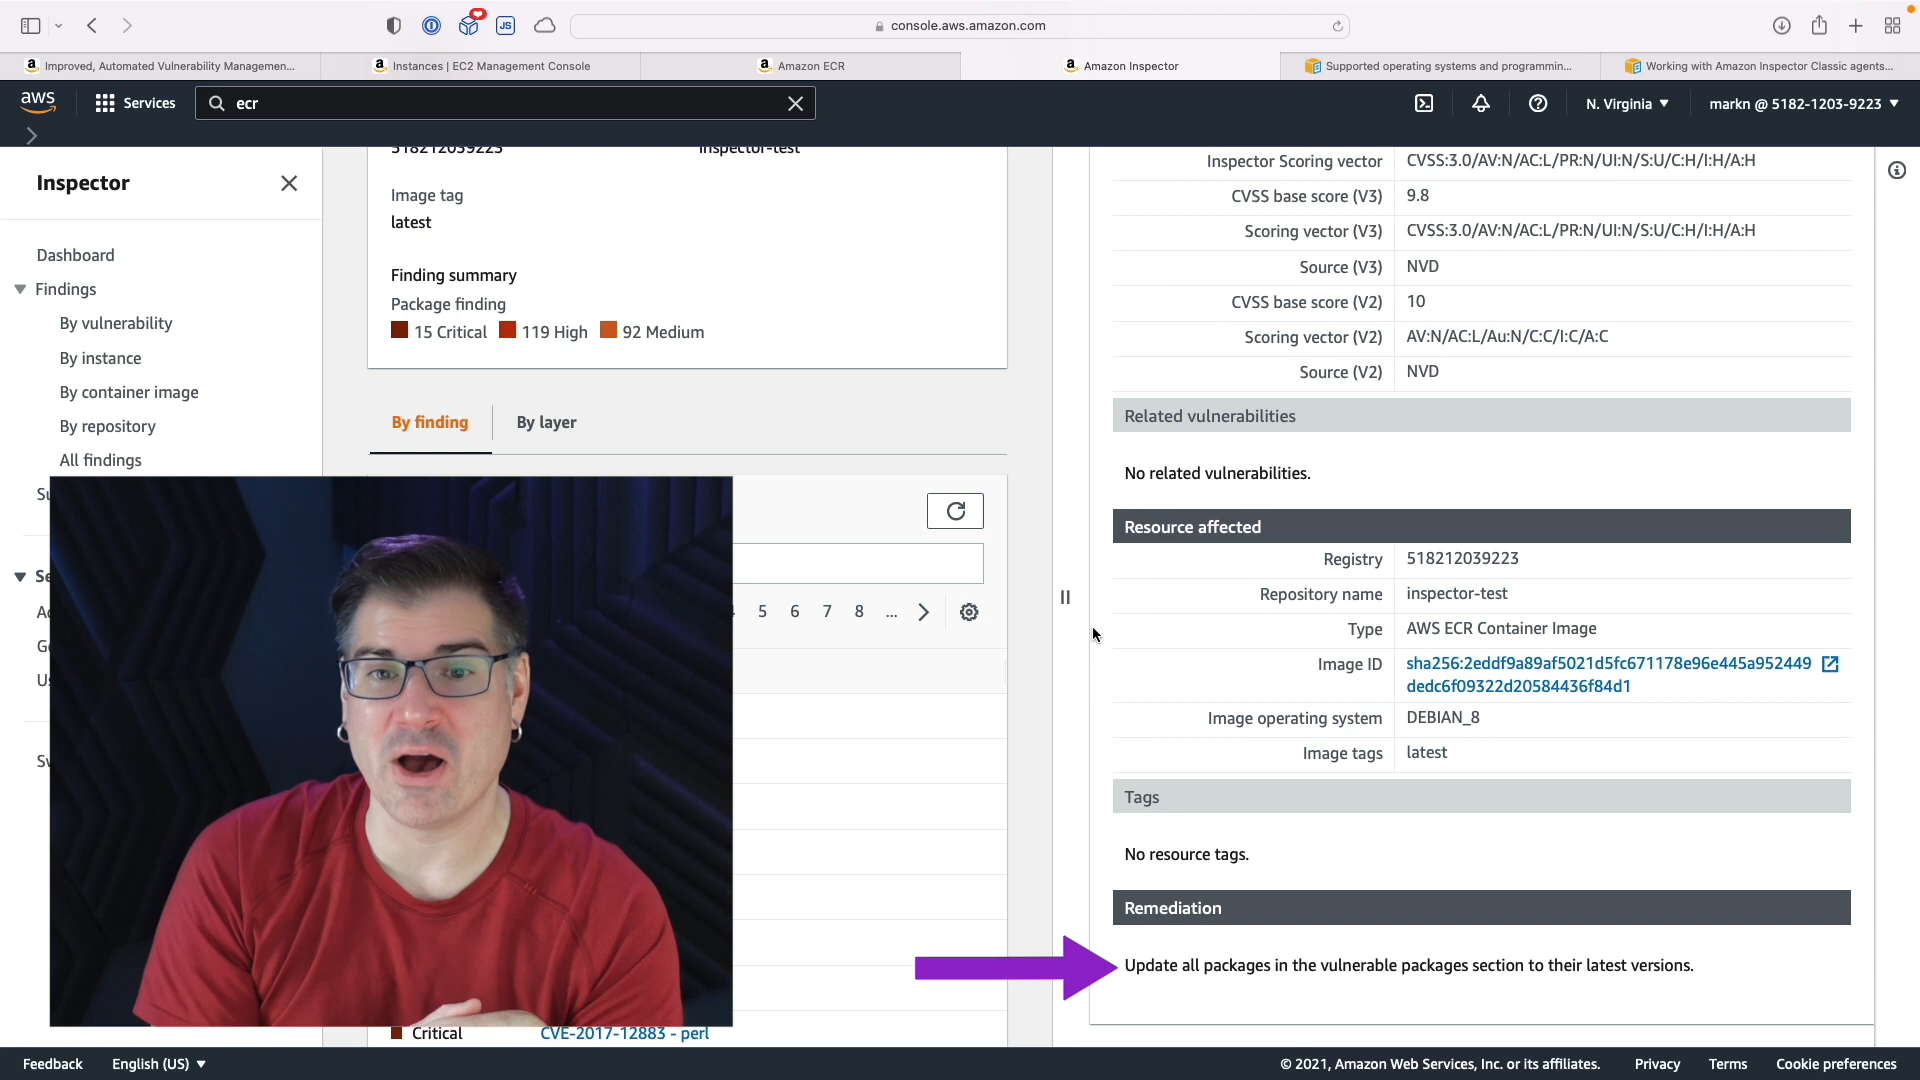 console.aws.amazon.com
Improved, Automated Vulnerability Managemen...
Instances | EC2 Management Console
Amazon ECR
Amazon Inspector
Supported operating systems and programmin...
Working with Amazon Inspector Classic agents...
aws
Services
ecr
N. Virginia
markn @ 5182-1203-9223
Inspector
Dashboard
Findings
By vulnerability
By instance
By container image
By repository
All findings
518212039223
inspector-test
Image tag
latest
Finding summary
Package finding
15 Critical 119 High 92 Medium
By finding
By layer
5 6 7 8 ...
Critical CVE-2017-12883 - perl
Inspector Scoring vector CVSS:3.0/AV:N/AC:L/PR:N/UI:N/S:U/C:H/I:H/A:H
CVSS base score (V3) 9.8
Scoring vector (V3) CVSS:3.0/AV:N/AC:L/PR:N/UI:N/S:U/C:H/I:H/A:H
Source (V3) NVD
CVSS base score (V2) 10
Scoring vector (V2) AV:N/AC:L/Au:N/C:C/I:C/A:C
Source (V2) NVD
Related vulnerabilities
No related vulnerabilities.
Resource affected
Registry 518212039223
Repository name inspector-test
Type AWS ECR Container Image
Image ID sha256:2eddf9a89af5021d5fc671178e96e445a952449
dedc6f09322d20584436f84d1
Image operating system DEBIAN_8
Image tags latest
Tags
No resource tags.
Remediation
Update all packages in the vulnerable packages section to their latest versions.
Feedback
English (US)
© 2021, Amazon Web Services, Inc. or its affiliates.
Privacy
Terms
Cookie preferences